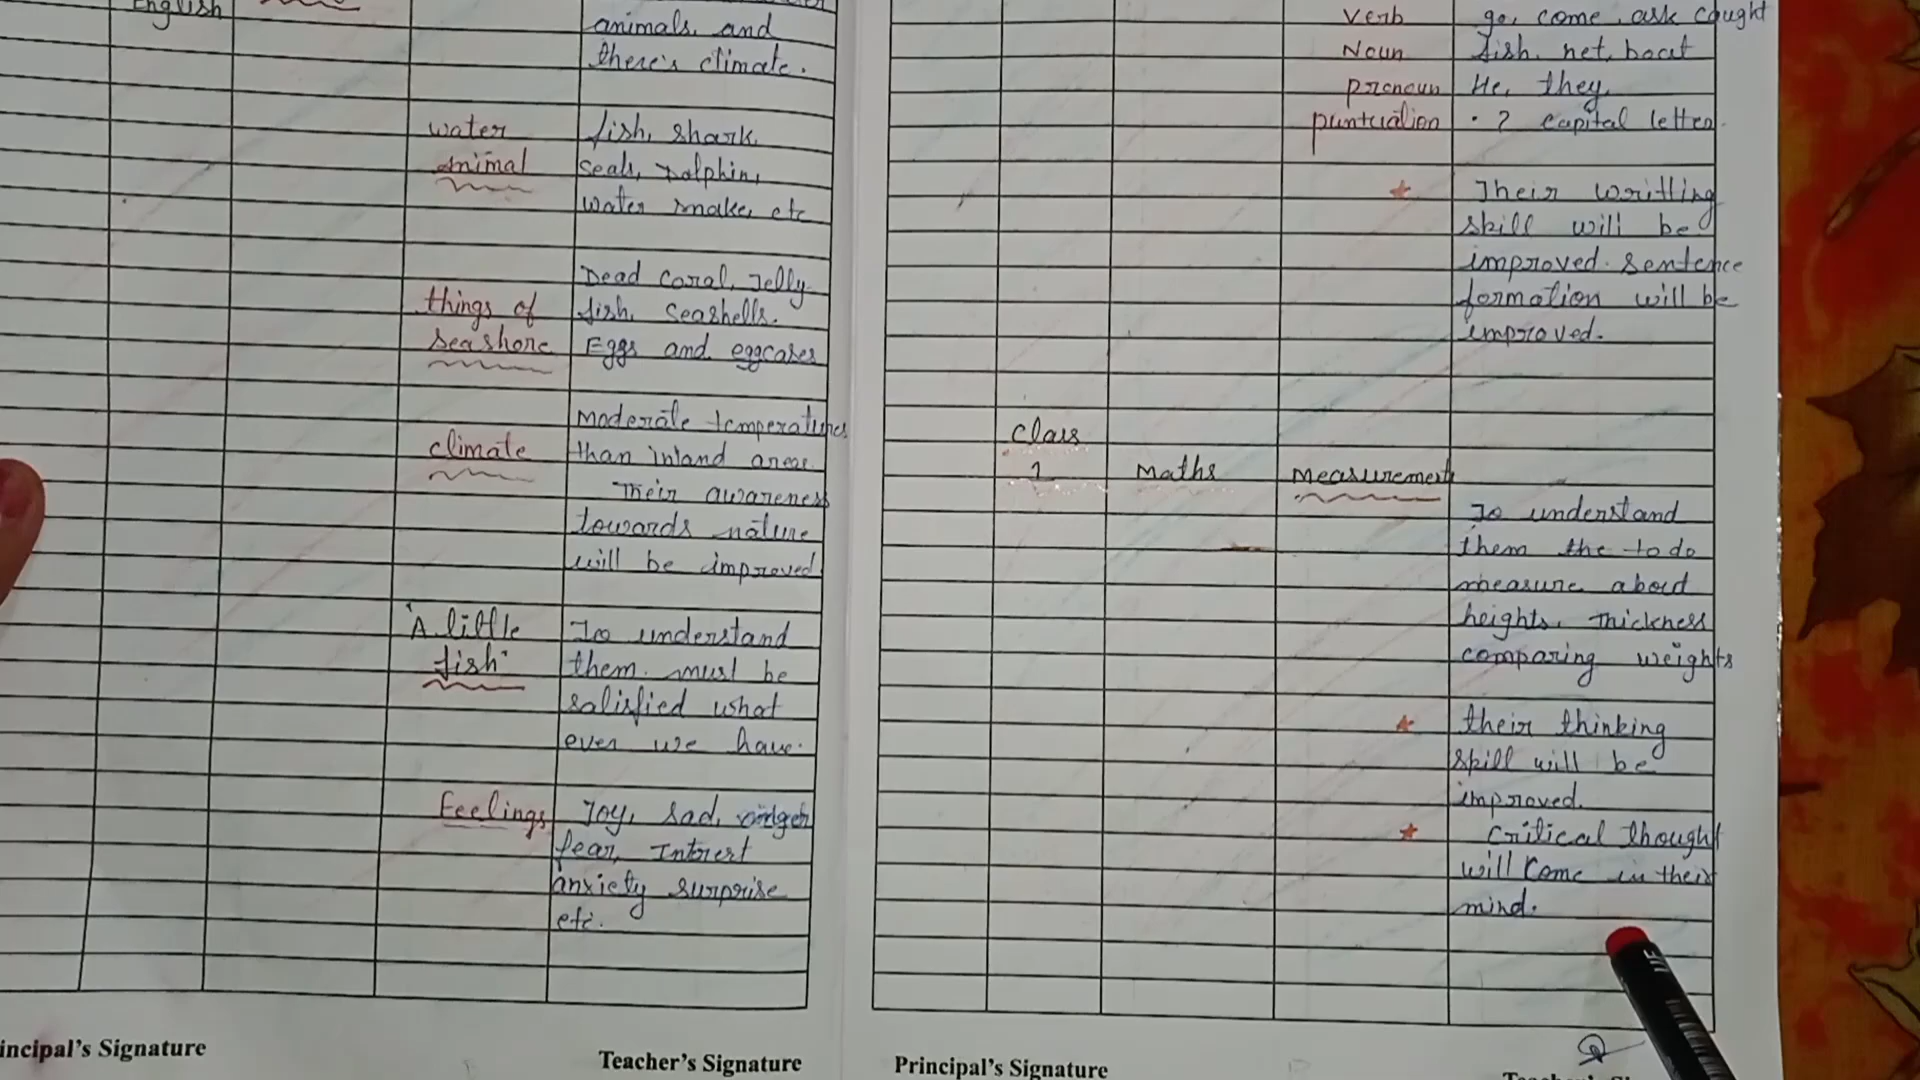 English
animals, and
there's climate.
water fish, shark,
animal seals, Dolphin,
water snake, etc
Dead coral, Jelly
things of fish, seashells.
seashore Eggs and eggcases
moderate temperatures
climate than inland areas.
Their awareness
towards nature
will be improved
"A little To understand
fish" them. must be
satisfied what
ever we have.
Feelings Joy, sad,
fear, Intrest
anxiety surprise
etc.
incipal's Signature Teacher's Signature
Verb go, come, ask caught
Noun fish, net, boat
pronoun He, they,
puntuation . ? capital letter.
Their writting
skill will be
improved. sentence
formation will be
improved.
Class
1 Maths Measurement
To understand
them the to do
measure about
heights, Thickness
comparing weights
their thinking
skill will be
improved.
critical thought
will come in their
mind.
Principal's Signature